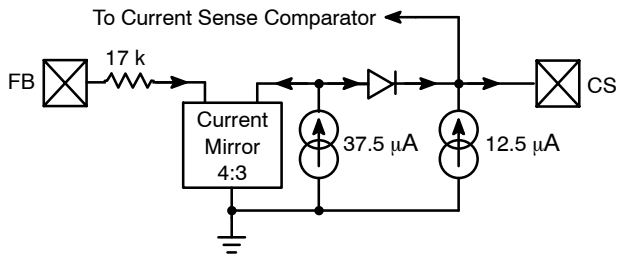 To Current Sense Comparator
17 k
FB
CS
Current
Mirror
4:3
37.5 μA
12.5 μA